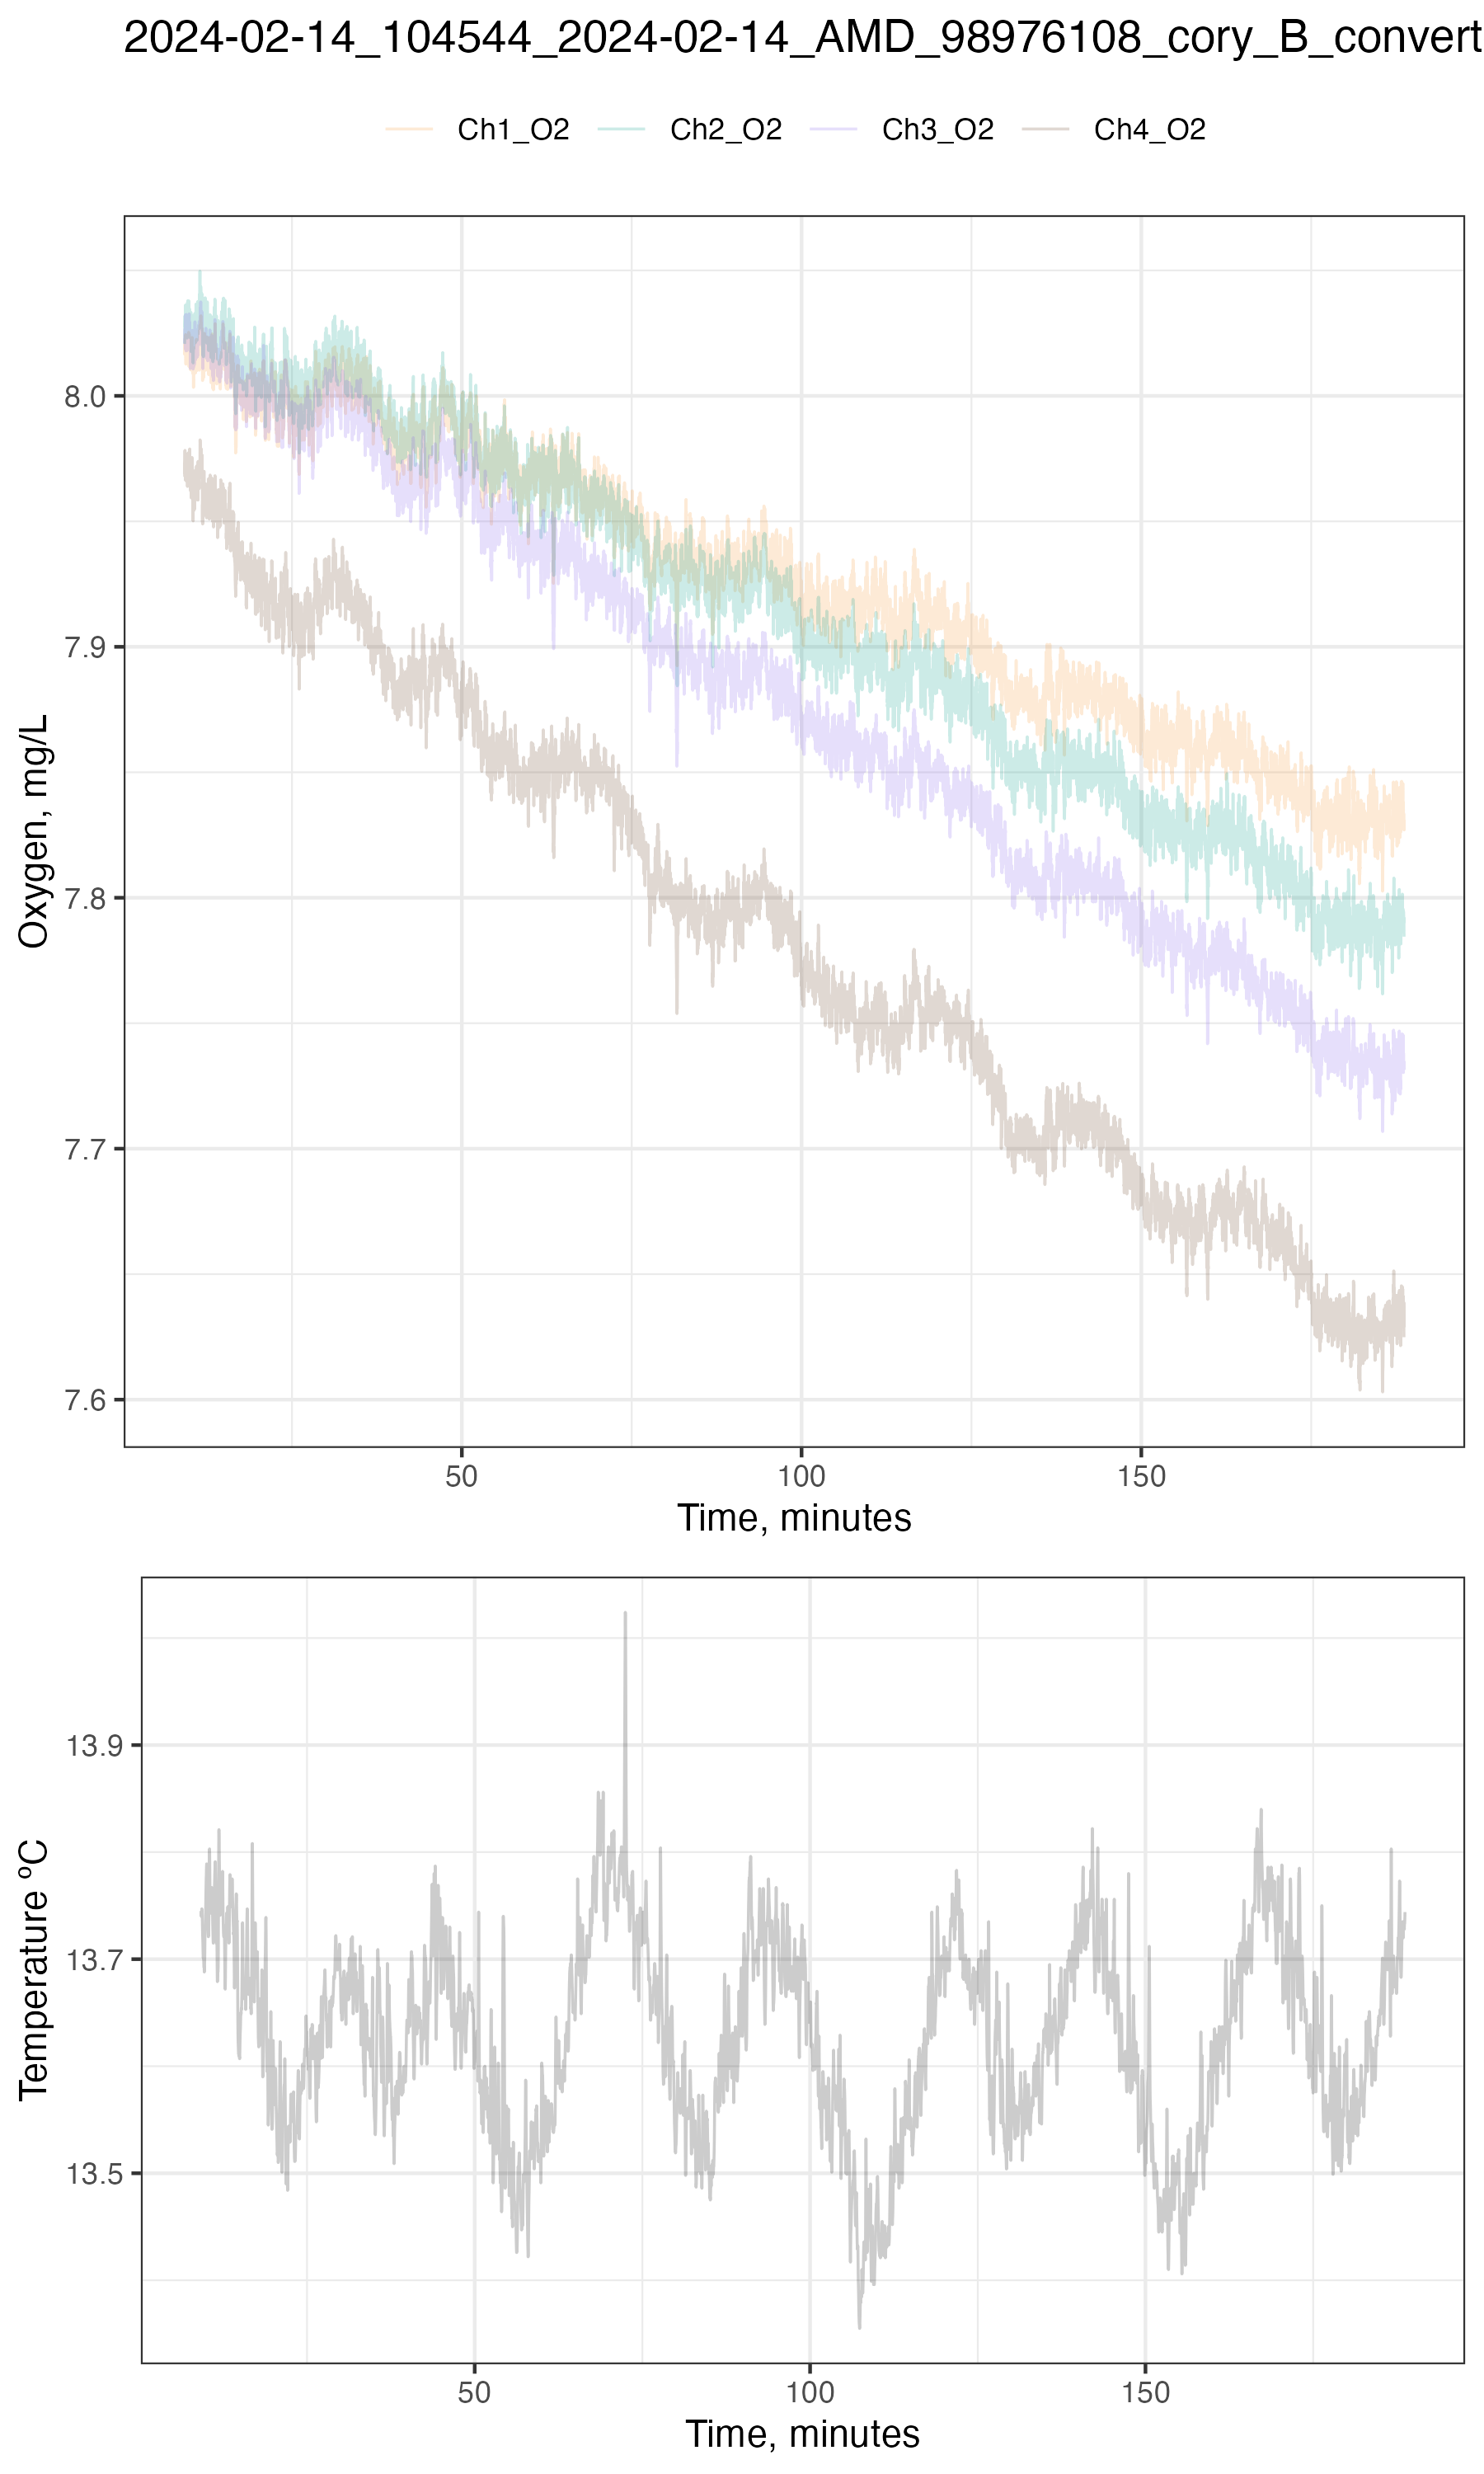 2024-02-14_104544_2024-02-14_AMD_98976108_cory_B_convert
Ch1_O2 Ch2_O2 Ch3_O2 Ch4_O2
Oxygen, mg/L
8.0
7.9
7.8
7.7
7.6
50 100 150
Time, minutes
Temperature ºC
13.9
13.7
13.5
50 100 150
Time, minutes